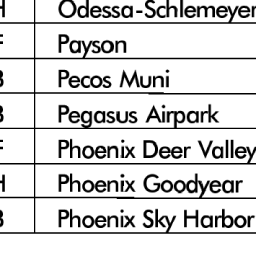 H Odessa-Schlemeyer
F Payson
B Pecos Muni
B Pegasus Airpark
F Phoenix Deer Valley
H Phoenix Goodyear
B Phoenix Sky Harbor